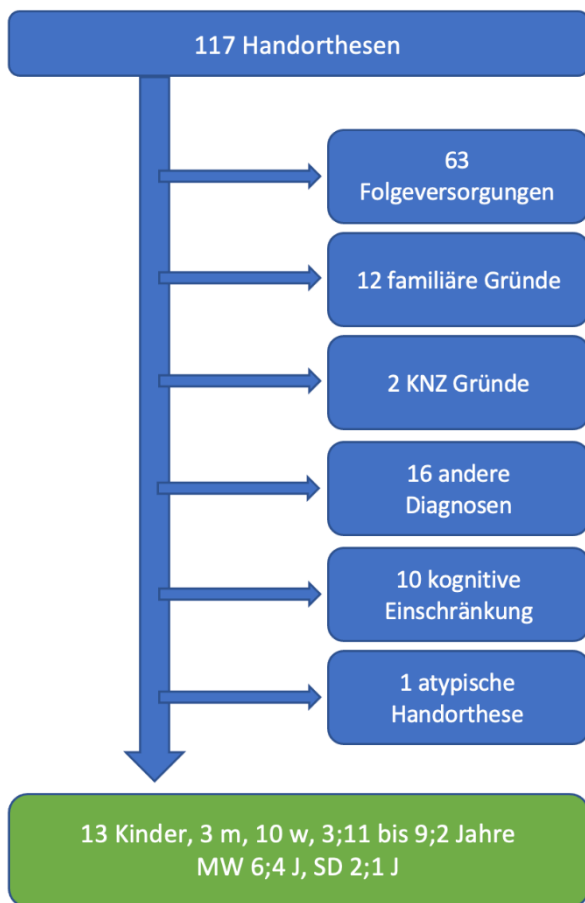 117 Handorthesen
63
Folgeversorgungen
12 familiäre Gründe
2 KNZ Gründe
16 andere
Diagnosen
10 kognitive
Einschränkung
1 atypische
Handorthese
13 Kinder, 3 m, 10 w, 3;11 bis 9;2 Jahre
MW 6;4 J, SD 2;1 J